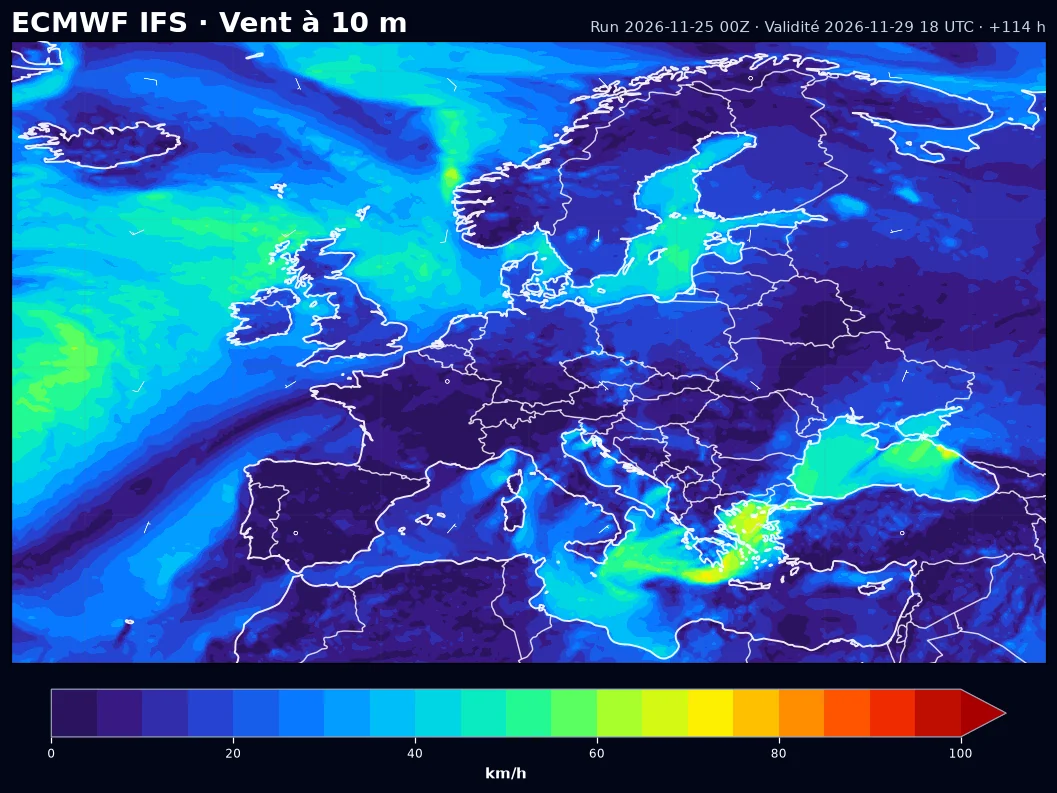 ECMWF IFS · Vent à 10 m
Run 2026-11-25 00Z · Validité 2026-11-29 18 UTC · +114 h
0 20 40 60 80 100
km/h